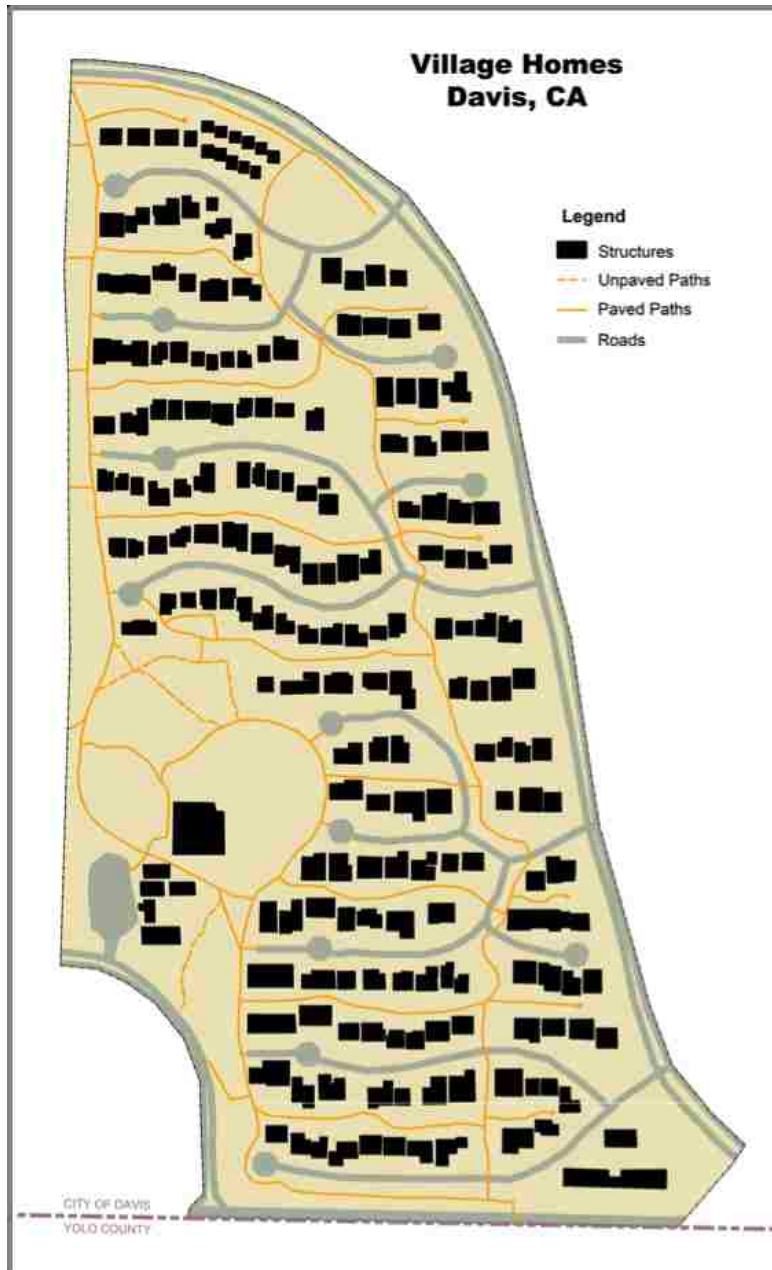 Village Homes
Davis, CA
Legend
Structures
Unpaved Paths
Paved Paths
Roads
CITY OF DAVIS
YOLO COUNTY